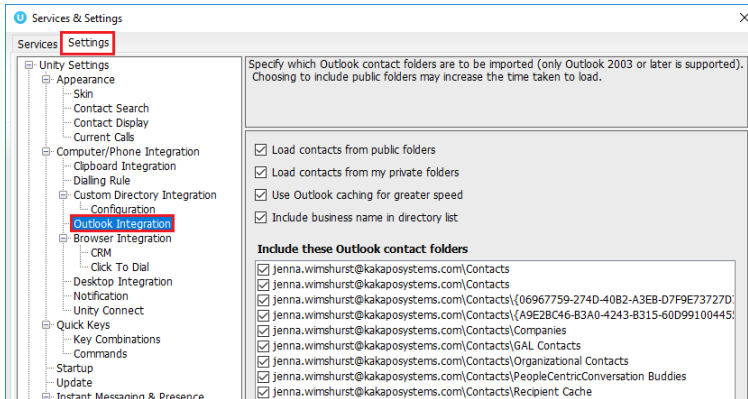 Services & Settings
Services Settings
Unity Settings
Appearance
Skin
Contact Search
Contact Display
Current Calls
Computer/Phone Integration
Clipboard Integration
Dialling Rule
Custom Directory Integration
Configuration
Outlook Integration
Browser Integration
CRM
Click To Dial
Desktop Integration
Notification
Unity Connect
Quick Keys
Key Combinations
Commands
Startup
Update
Instant Messaging & Presence
Specify which Outlook contact folders are to be imported (only Outlook 2003 or later is supported).
Choosing to include public folders may increase the time taken to load.
Load contacts from public folders
Load contacts from my private folders
Use Outlook caching for greater speed
Include business name in directory list
Include these Outlook contact folders
jenna.wimshurst@kakaposystems.com\Contacts
jenna.wimshurst@kakaposystems.com\Contacts
jenna.wimshurst@kakaposystems.com\Contacts\{06967759-274D-40B2-A3EB-D7F9E73727D
jenna.wimshurst@kakaposystems.com\Contacts\{A9E2BC46-B3A0-4243-B315-60D99100445
jenna.wimshurst@kakaposystems.com\Contacts\Companies
jenna.wimshurst@kakaposystems.com\Contacts\GAL Contacts
jenna.wimshurst@kakaposystems.com\Contacts\Organizational Contacts
jenna.wimshurst@kakaposystems.com\Contacts\PeopleCentricConversation Buddies
jenna.wimshurst@kakaposystems.com\Contacts\Recipient Cache